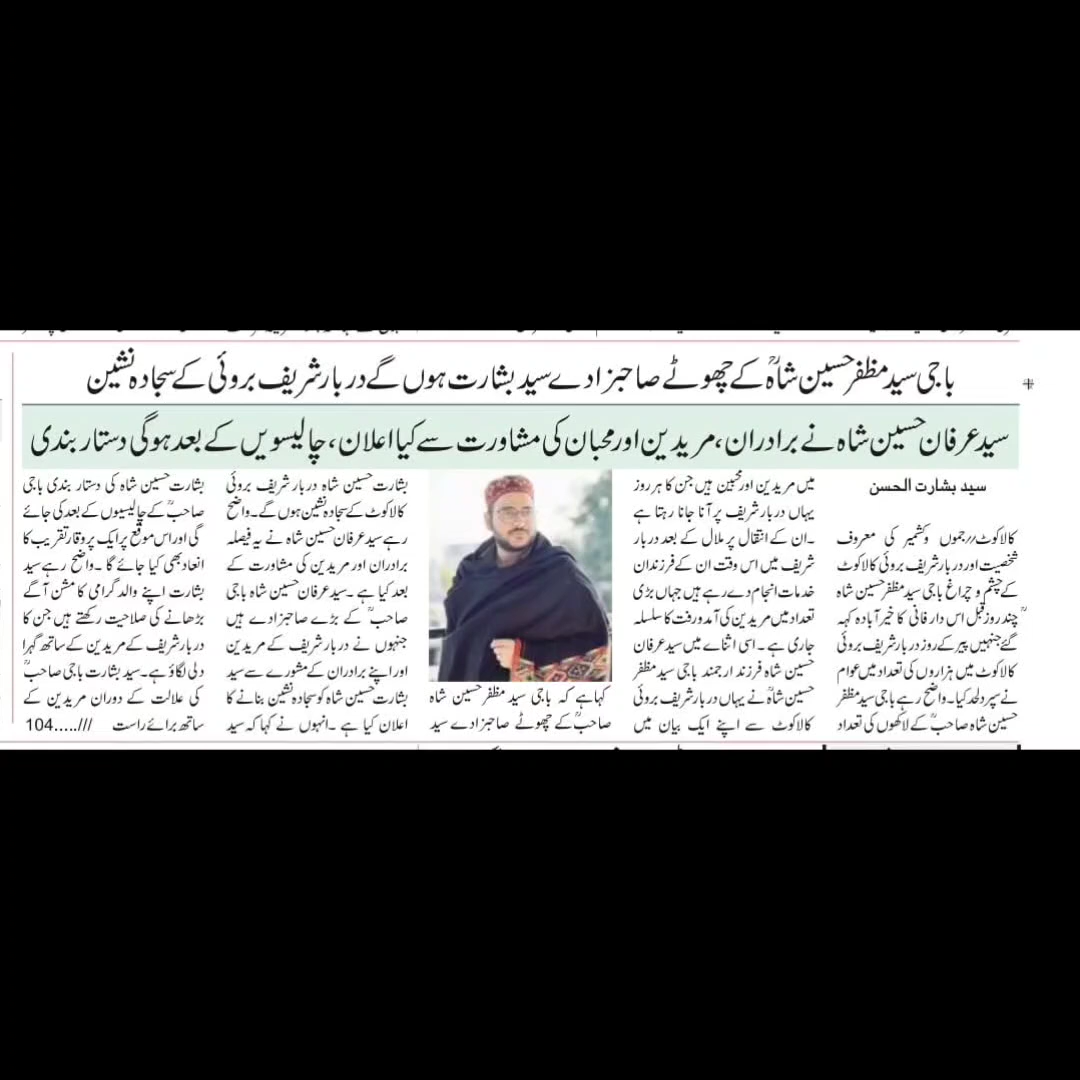 باجی سید مظفر حسین شاہؒ کے چھوٹے صاحبزادے سید بشارت ہوں گے دربار شریف بروئی کے سجادہ نشین
سید عرفان حسین شاہ نے برادران، مریدین اور محبان کی مشاورت سے کیا اعلان، چالیسویں کے بعد ہوگی دستار بندی
سید بشارت الحسن
کالاکوٹ//جموں وکشمیر کی معروف
شخصیت اور دربار شریف بروئی کالاکوٹ
کے چشم و چراغ باجی سید مظفر حسین شاہ
ؒچند روز قبل اس دار فانی کا خیر آبادہ کہہ
گئے جنہیں پیر کے روز دربار شریف بروئی
کالاکوٹ میں ہزاروں کی تعداد میں عوام
نے سپرد لحد کیا۔ واضح رہے باجی سید مظفر
حسین شاہ صاحبؒ کے لاکھوں کی تعداد
میں مریدین اور محبین ہیں جن کا ہر روز
یہاں دربار شریف پر آنا جانا رہتا ہے
۔ان کے انتقال پر ملال کے بعد دربار
شریف میں اس وقت ان کے فرزندان
خدمات انجام دے رہے ہیں جہاں بڑی
تعداد میں مریدین کی آمد ورفت کا سلسلہ
جاری ہے ۔ اسی اثناء میں سید عرفان
حسین شاہ فرزند ارجمند باجی سید مظفر
حسین شاہؒ نے یہاں دربار شریف بروئی
کالاکوٹ سے اپنے ایک بیان میں
کہا ہے کہ باجی سید مظفر حسین شاہ
صاحبؒ کے چھوٹے صاحبزادے سید
بشارت حسین شاہ دربار شریف بروئی
کالاکوٹ کے سجادہ نشین ہوں گے۔ واضح
رہے سید عرفان حسین شاہ نے یہ فیصلہ
برادران اور مریدین کی مشاورت کے
بعد کیا ہے ۔سید عرفان حسین شاہ باجی
صاحبؒ کے بڑے صاحبزادے ہیں
جنہوں نے دربار شریف کے مریدین
اور اپنے برادران کے مشورے سے سید
بشارت حسین شاہ کو سجادہ نشین بنانے کا
اعلان کیا ہے ۔انہوں نے کہا کہ سید
بشارت حسین شاہ کی دستار بندی باجی
صاحبؒ کے چالیسیوں کے بعد کی جائے
گی اور اس موقع پر ایک پروقار تقریب کا
انعاد بھی کیا جائے گا ۔واضح رہے سید
بشارت اپنے والد گرامی کا مشن آگے
بڑھانے کی صلاحیت رکھتے ہیں جن کا
دربار شریف کے مریدین کے ساتھ گہرا
دلی لگاؤ ہے۔ سید بشارت باجی صاحبؒ
کی علالت کے دوران مریدین کے
ساتھ برائے راست ///.....104